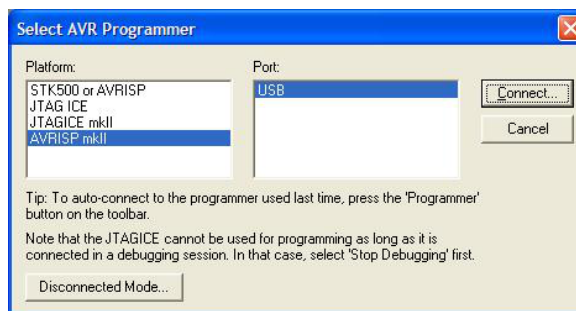 Select AVR Programmer
Platform:
Port:
STK500 or AVRISP
JTAG ICE
JTAGICE mkII
AVRISP mkII
USB
Connect...
Cancel
Tip: To auto-connect to the programmer used last time, press the 'Programmer'
button on the toolbar.
Note that the JTAGICE cannot be used for programming as long as it is
connected in a debugging session. In that case, select 'Stop Debugging' first.
Disconnected Mode...